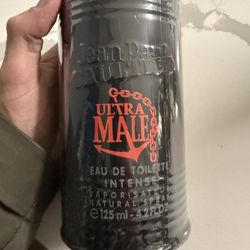 Jean Paul
GAULTIER
ULTRA
MALE
EAU DE TOILETTE
INTENSE
VAPORISATEUR
NATURAL SPRAY
℮ 125 ml - 4.2 FL.OZ